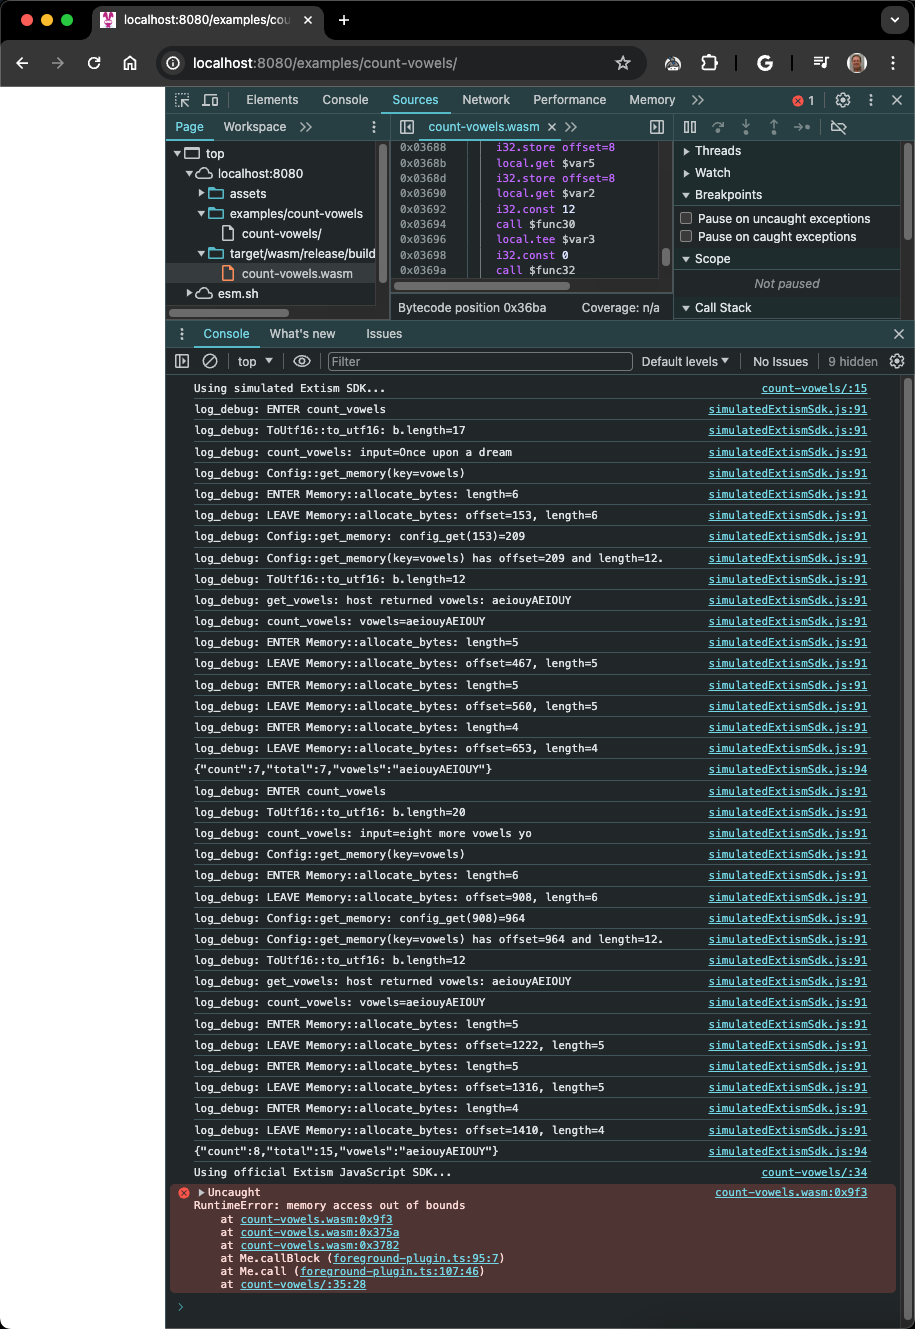 localhost:8080/examples/cou
localhost:8080/examples/count-vowels/
Elements Console Sources Network Performance Memory 1
Page Workspace
count-vowels.wasm
top
localhost:8080
assets
examples/count-vowels
count-vowels/
target/wasm/release/build
count-vowels.wasm
esm.sh
0x03688 i32.store offset=8
0x0368b local.get $var5
0x0368d i32.store offset=8
0x03690 local.get $var2
0x03692 i32.const 12
0x03694 call $func30
0x03696 local.tee $var3
0x03698 i32.const 0
0x0369a call $func32
Bytecode position 0x36ba Coverage: n/a
Threads
Watch
Breakpoints
Pause on uncaught exceptions
Pause on caught exceptions
Scope
Not paused
Call Stack
Console What's new Issues
top Filter Default levels No Issues 9 hidden
Using simulated Extism SDK... count-vowels/:15
log_debug: ENTER count_vowels simulatedExtismSdk.js:91
log_debug: ToUtf16::to_utf16: b.length=17 simulatedExtismSdk.js:91
log_debug: count_vowels: input=Once upon a dream simulatedExtismSdk.js:91
log_debug: Config::get_memory(key=vowels) simulatedExtismSdk.js:91
log_debug: ENTER Memory::allocate_bytes: length=6 simulatedExtismSdk.js:91
log_debug: LEAVE Memory::allocate_bytes: offset=153, length=6 simulatedExtismSdk.js:91
log_debug: Config::get_memory: config_get(153)=209 simulatedExtismSdk.js:91
log_debug: Config::get_memory(key=vowels) has offset=209 and length=12. simulatedExtismSdk.js:91
log_debug: ToUtf16::to_utf16: b.length=12 simulatedExtismSdk.js:91
log_debug: get_vowels: host returned vowels: aeiouyAEIOUY simulatedExtismSdk.js:91
log_debug: count_vowels: vowels=aeiouyAEIOUY simulatedExtismSdk.js:91
log_debug: ENTER Memory::allocate_bytes: length=5 simulatedExtismSdk.js:91
log_debug: LEAVE Memory::allocate_bytes: offset=467, length=5 simulatedExtismSdk.js:91
log_debug: ENTER Memory::allocate_bytes: length=5 simulatedExtismSdk.js:91
log_debug: LEAVE Memory::allocate_bytes: offset=560, length=5 simulatedExtismSdk.js:91
log_debug: ENTER Memory::allocate_bytes: length=4 simulatedExtismSdk.js:91
log_debug: LEAVE Memory::allocate_bytes: offset=653, length=4 simulatedExtismSdk.js:91
{"count":7,"total":7,"vowels":"aeiouyAEIOUY"} simulatedExtismSdk.js:94
log_debug: ENTER count_vowels simulatedExtismSdk.js:91
log_debug: ToUtf16::to_utf16: b.length=20 simulatedExtismSdk.js:91
log_debug: count_vowels: input=eight more vowels yo simulatedExtismSdk.js:91
log_debug: Config::get_memory(key=vowels) simulatedExtismSdk.js:91
log_debug: ENTER Memory::allocate_bytes: length=6 simulatedExtismSdk.js:91
log_debug: LEAVE Memory::allocate_bytes: offset=908, length=6 simulatedExtismSdk.js:91
log_debug: Config::get_memory: config_get(908)=964 simulatedExtismSdk.js:91
log_debug: Config::get_memory(key=vowels) has offset=964 and length=12. simulatedExtismSdk.js:91
log_debug: ToUtf16::to_utf16: b.length=12 simulatedExtismSdk.js:91
log_debug: get_vowels: host returned vowels: aeiouyAEIOUY simulatedExtismSdk.js:91
log_debug: count_vowels: vowels=aeiouyAEIOUY simulatedExtismSdk.js:91
log_debug: ENTER Memory::allocate_bytes: length=5 simulatedExtismSdk.js:91
log_debug: LEAVE Memory::allocate_bytes: offset=1222, length=5 simulatedExtismSdk.js:91
log_debug: ENTER Memory::allocate_bytes: length=5 simulatedExtismSdk.js:91
log_debug: LEAVE Memory::allocate_bytes: offset=1316, length=5 simulatedExtismSdk.js:91
log_debug: ENTER Memory::allocate_bytes: length=4 simulatedExtismSdk.js:91
log_debug: LEAVE Memory::allocate_bytes: offset=1410, length=4 simulatedExtismSdk.js:91
{"count":8,"total":15,"vowels":"aeiouyAEIOUY"} simulatedExtismSdk.js:94
Using official Extism JavaScript SDK... count-vowels/:34
Uncaught count-vowels.wasm:0x9f3
RuntimeError: memory access out of bounds
at count-vowels.wasm:0x9f3
at count-vowels.wasm:0x375a
at count-vowels.wasm:0x3782
at Me.callBlock (foreground-plugin.ts:95:7)
at Me.call (foreground-plugin.ts:107:46)
at count-vowels/:35:28